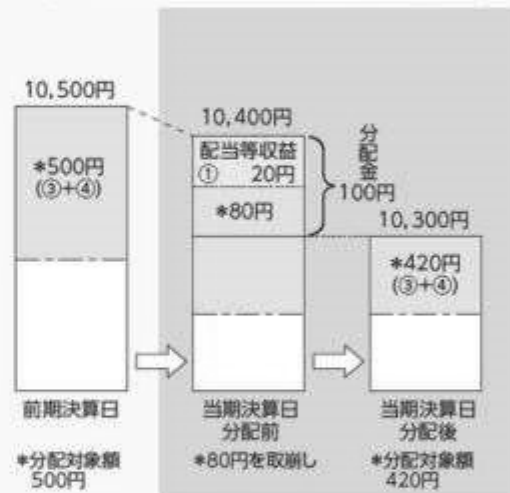 10,500円
*500円
(③+④)
前期決算日
*分配対象額
500円
10,400円
配当等収益
① 20円
*80円
分配金
100円
当期決算日
分配前
*80円を取崩し
10,300円
*420円
(③+④)
当期決算日
分配後
*分配対象額
420円